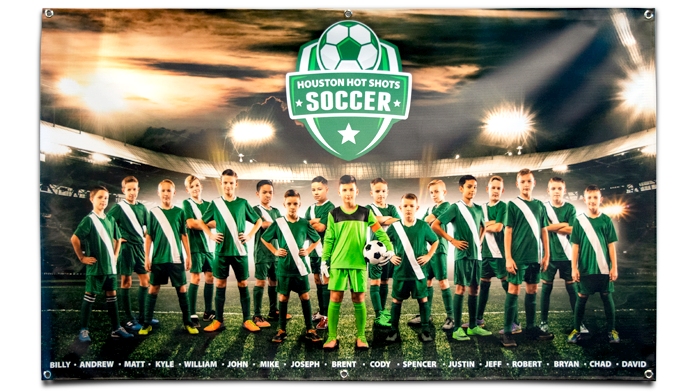 HOUSTON HOT SHOTS
SOCCER
BILLY • ANDREW • MATT • KYLE • WILLIAM • JOHN • MIKE • JOSEPH • BRENT • CODY • SPENCER • JUSTIN • JEFF • ROBERT • BRYAN • CHAD • DAVID